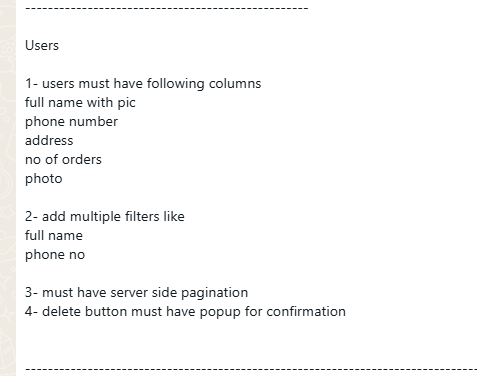 -------------------------------------------------
Users
1- users must have following columns
full name with pic
phone number
address
no of orders
photo
2- add multiple filters like
full name
phone no
3- must have server side pagination
4- delete button must have popup for confirmation
-------------------------------------------------------------------------------